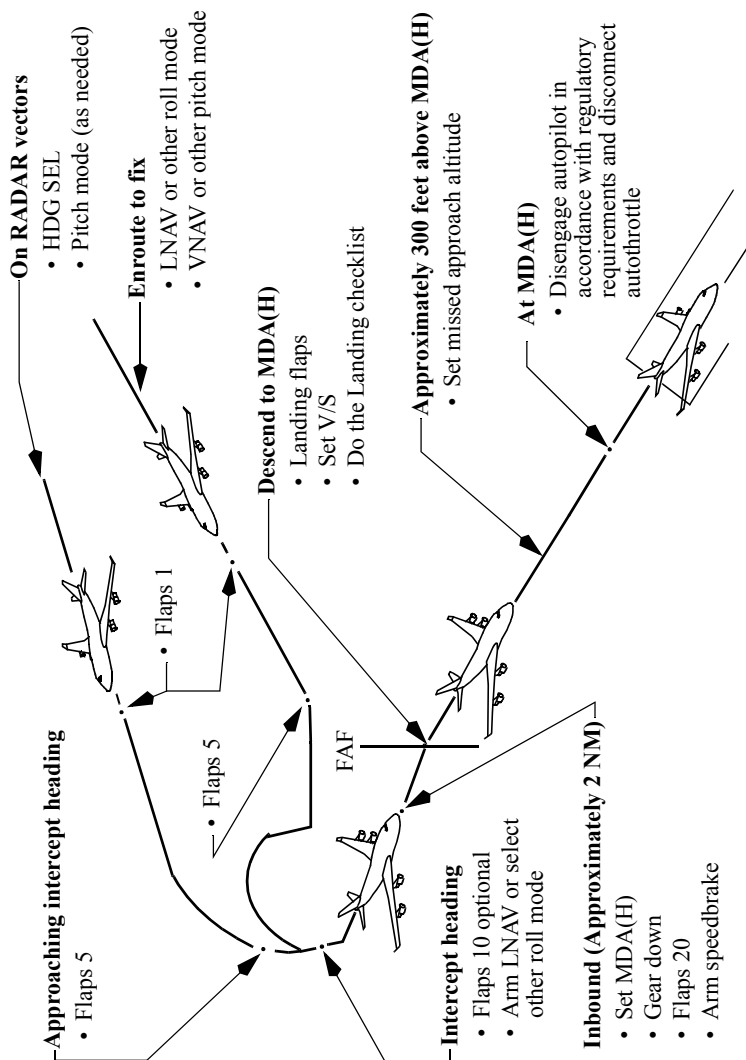 On RADAR vectors
• HDG SEL
• Pitch mode (as needed)
Enroute to fix
• LNAV or other roll mode
• VNAV or other pitch mode
• Flaps 1
Approaching intercept heading
• Flaps 5
• Flaps 5
Intercept heading
• Flaps 10 optional
• Arm LNAV or select
other roll mode
Inbound (Approximately 2 NM)
• Set MDA(H)
• Gear down
• Flaps 20
• Arm speedbrake
FAF
Descend to MDA(H)
• Landing flaps
• Set V/S
• Do the Landing checklist
Approximately 300 feet above MDA(H)
• Set missed approach altitude
At MDA(H)
• Disengage autopilot in
accordance with regulatory
requirements and disconnect
autothrottle